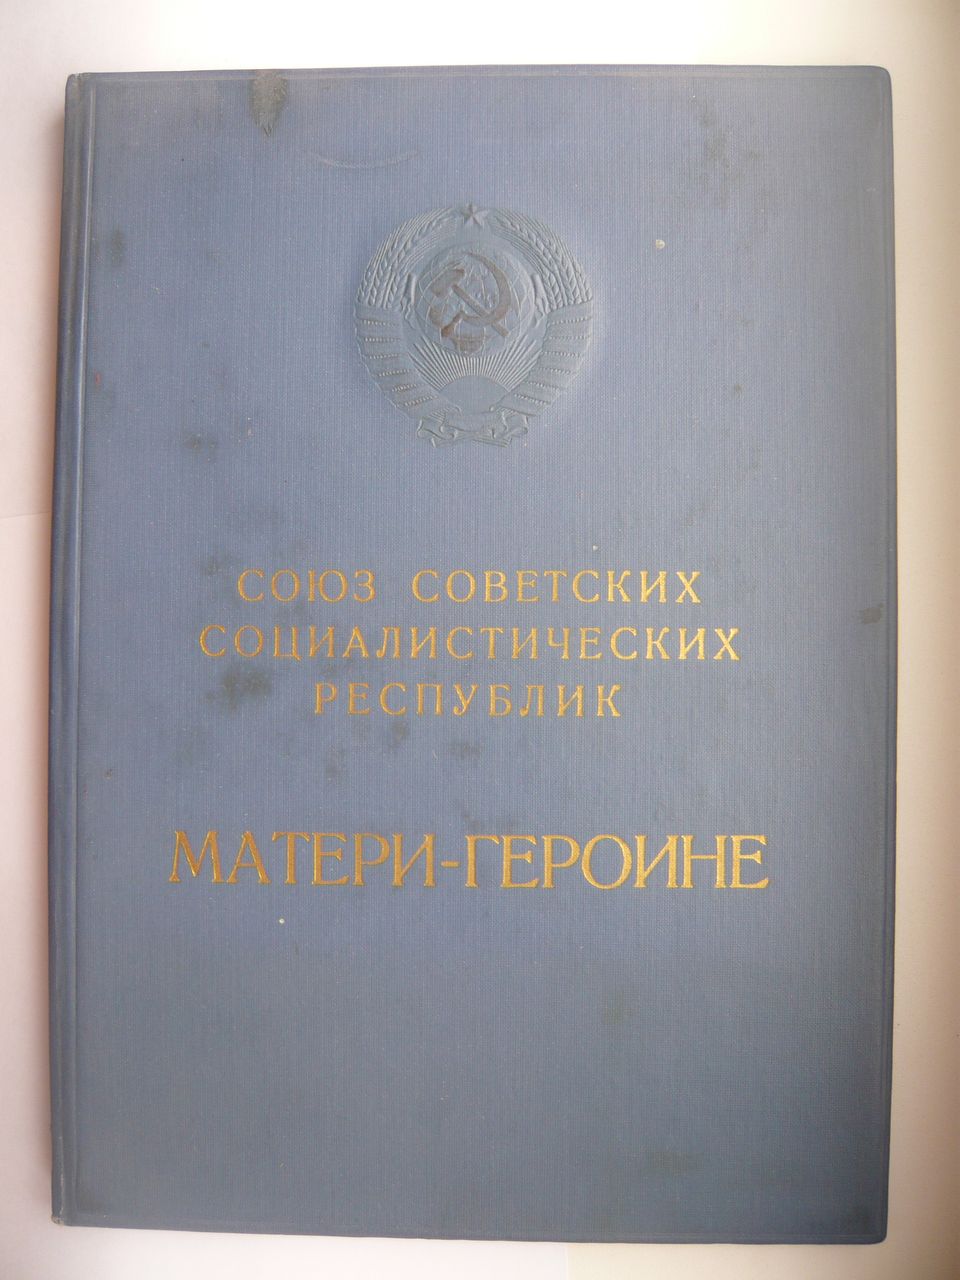 СОЮЗ СОВЕТСКИХ
СОЦИАЛИСТИЧЕСКИХ
РЕСПУБЛИК
МАТЕРИ-ГЕРОИНЕ